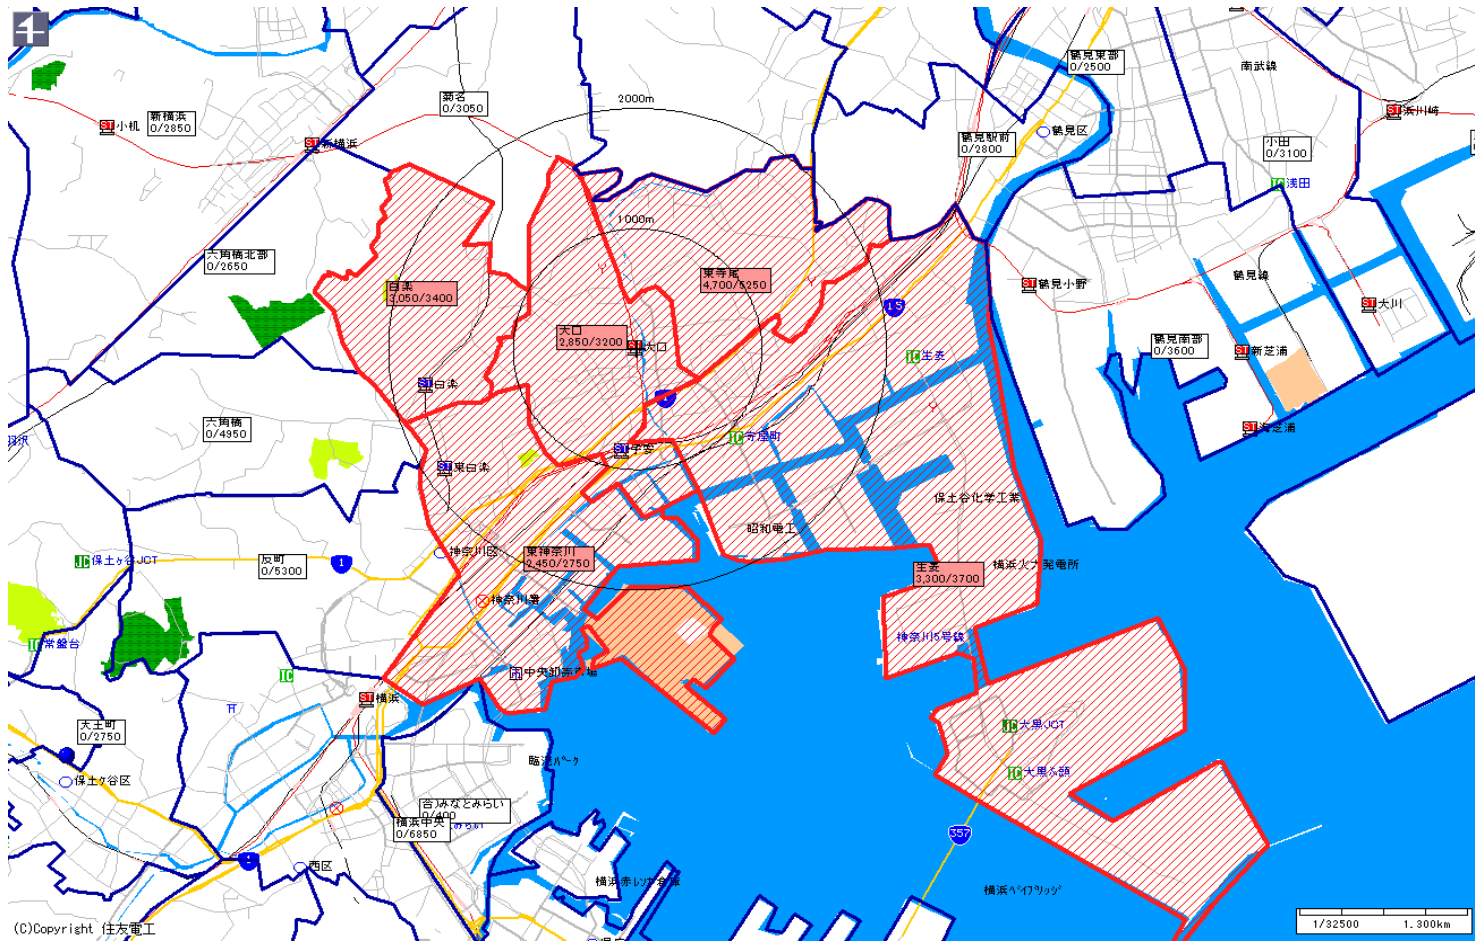 2000m
1000m
菊名
0/3050
新横浜
0/2850
小机
新横浜
鶴見東部
0/2500
南武線
浜川崎
鶴見区
鶴見駅前
0/2800
小田
0/3100
浅田
六角橋北部
0/2650
白楽
3,050/3400
東寺尾
4,700/5250
鶴見小野
鶴見線
大川
大口
2,850/3200
大口
生麦
鶴見南部
0/3600
新芝浦
海芝浦
白楽
六角橋
0/4950
東白楽
子安
守屋町
保土谷化学工業
昭和電工
保土ヶ谷JCT
反町
0/5300
1
神奈川区
東神奈川
2,450/2750
生麦
3,300/3700
横浜火力発電所
神奈川署
神奈川5号線
常盤台
中央卸売市場
横浜
天王町
0/2750
保土ケ谷区
大黒JCT
大黒ふ頭
臨港パーク
合)みなとみらい
0/400
横浜中央
0/6850
357
西区
横浜赤レンガ倉庫
横浜ベイブリッジ
(C)Copyright 住友電工
1/32500
1.300km